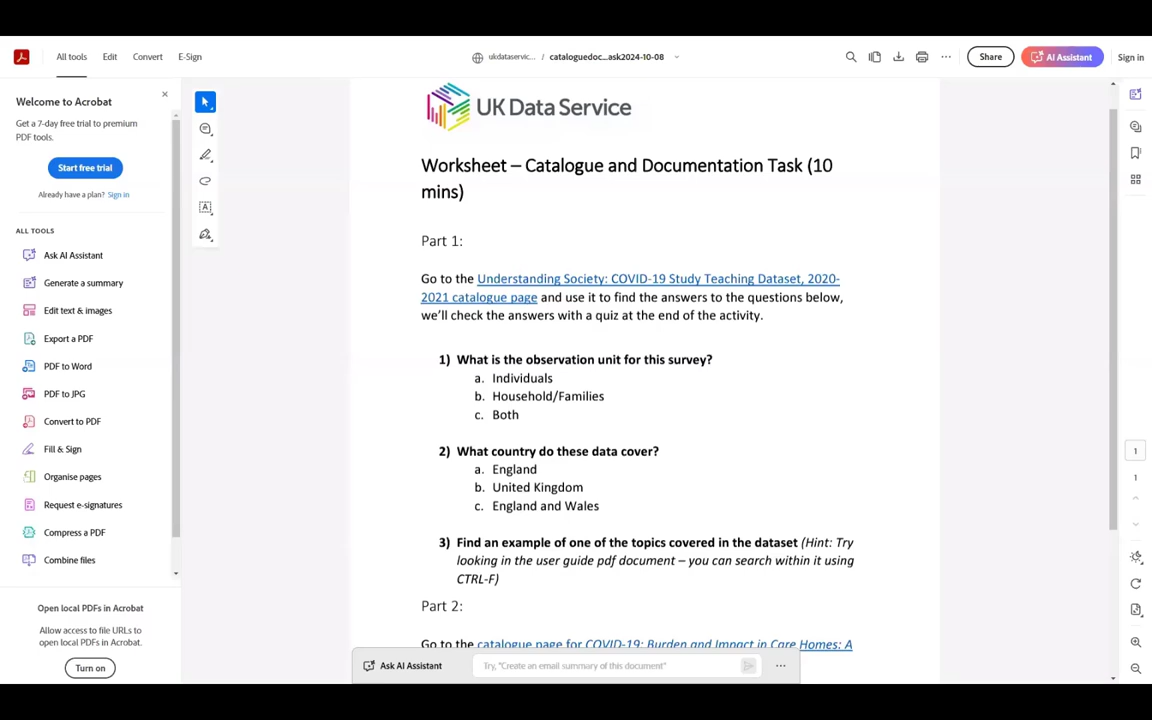 All tools
Edit
Convert
E-Sign
ukdataservic... / cataloguedoc...ask2024-10-08
Share
AI Assistant
Sign in
Welcome to Acrobat
Get a 7-day free trial to premium
PDF tools.
Start free trial
Already have a plan? Sign in
ALL TOOLS
Ask AI Assistant
Generate a summary
Edit text & images
Export a PDF
PDF to Word
PDF to JPG
Convert to PDF
Fill & Sign
Organise pages
Request e-signatures
Compress a PDF
Combine files
Open local PDFs in Acrobat
Allow access to file URLs to
open local PDFs in Acrobat.
Turn on
UK Data Service
Worksheet – Catalogue and Documentation Task (10
mins)
Part 1:
Go to the Understanding Society: COVID-19 Study Teaching Dataset, 2020-
2021 catalogue page and use it to find the answers to the questions below,
we'll check the answers with a quiz at the end of the activity.
1) What is the observation unit for this survey?
a. Individuals
b. Household/Families
c. Both
2) What country do these data cover?
a. England
b. United Kingdom
c. England and Wales
3) Find an example of one of the topics covered in the dataset (Hint: Try
looking in the user guide pdf document – you can search within it using
CTRL-F)
Part 2:
Go to the catalogue page for COVID-19: Burden and Impact in Care Homes: A
Ask AI Assistant
Try, "Create an email summary of this document"
1
1